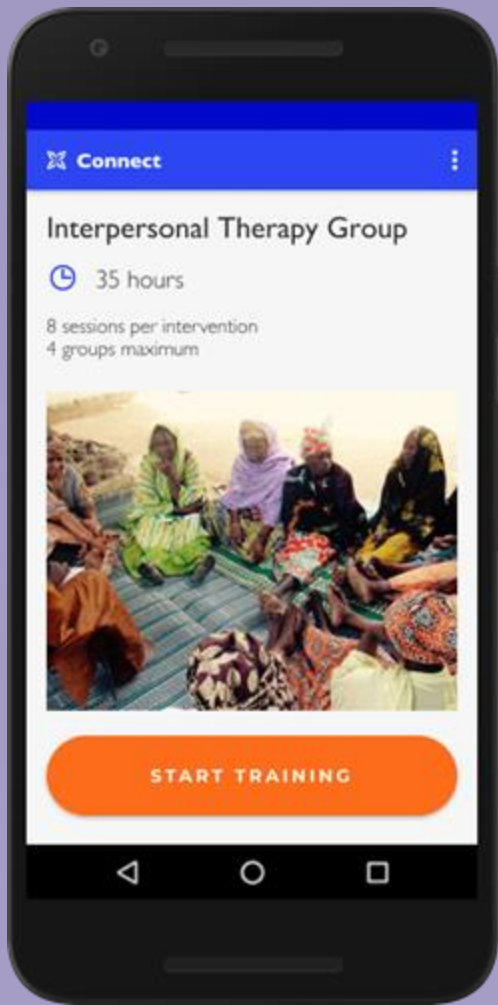 Connect
Interpersonal Therapy Group
35 hours
8 sessions per intervention
4 groups maximum
START TRAINING